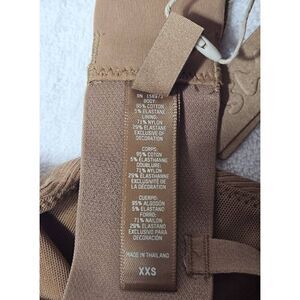 BODY:
95% COTTON
5% ELASTANE
LINING:
71% NYLON
29% ELASTANE
EXCLUSIVE OF
DECORATION
CORPS:
95% COTON
5% ÉLASTHANNE
DOUBLURE:
71% NYLON
29% ÉLASTHANNE
EXCLUSIVITÉ DE
LA DÉCORATION
CUERPO:
95% ALGODÓN
5% ELASTANO
FORRO:
71% NAILON
29% ELASTANO
EXCLUSIVO PARA
DECORACIÓN
MADE IN THAILAND
XXS